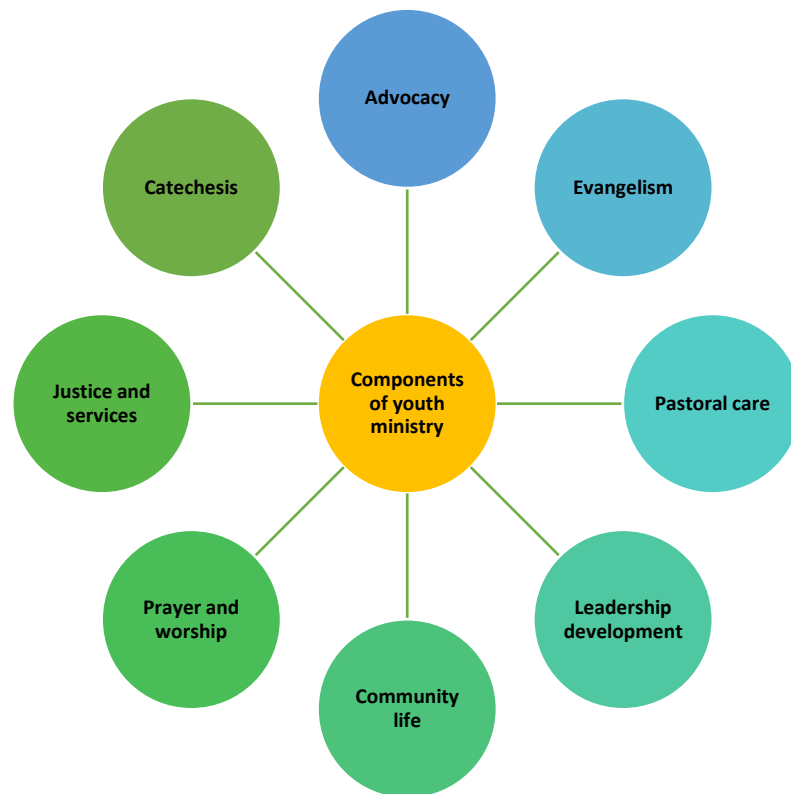 Advocacy
Evangelism
Pastoral care
Leadership
development
Community
life
Prayer and
worship
Justice and
services
Catechesis
Components
of youth
ministry